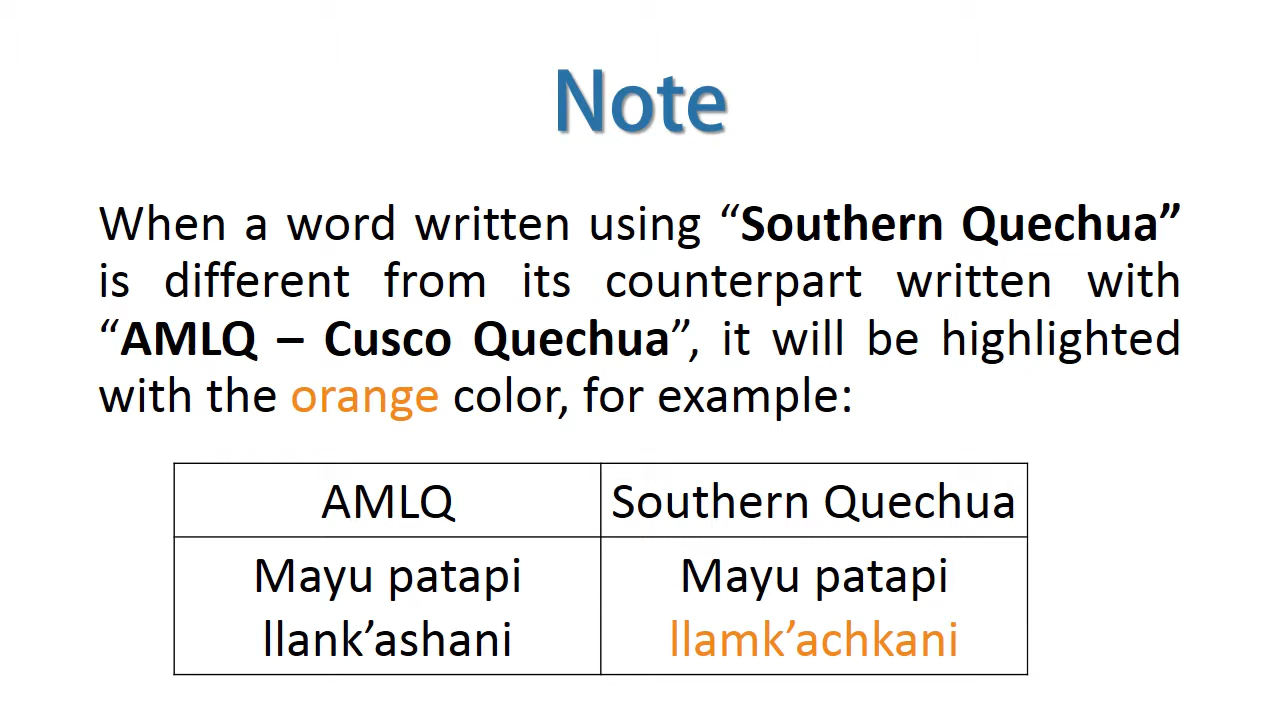 Note
When a word written using “Southern Quechua”
is different from its counterpart written with
“AMLQ – Cusco Quechua”, it will be highlighted
with the orange color, for example:
AMLQ
Southern Quechua
Mayu patapi
llank’ashani
Mayu patapi
llamk’achkani